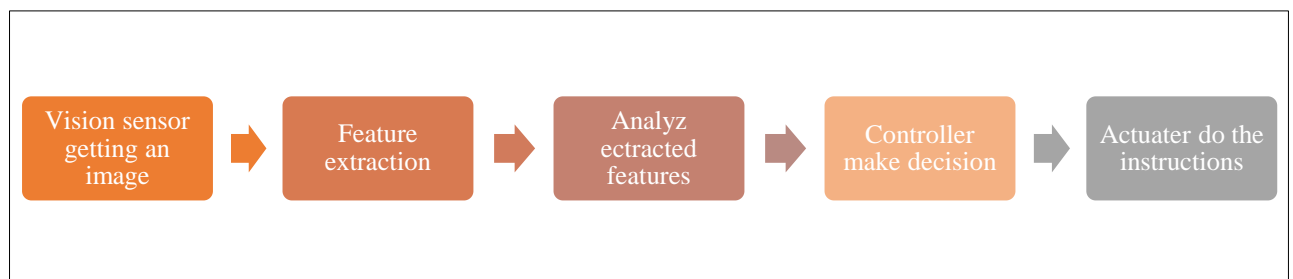 Vision sensor
getting an
image
Feature
extraction
Analyz
ectracted
features
Controller
make decision
Actuater do the
instructions